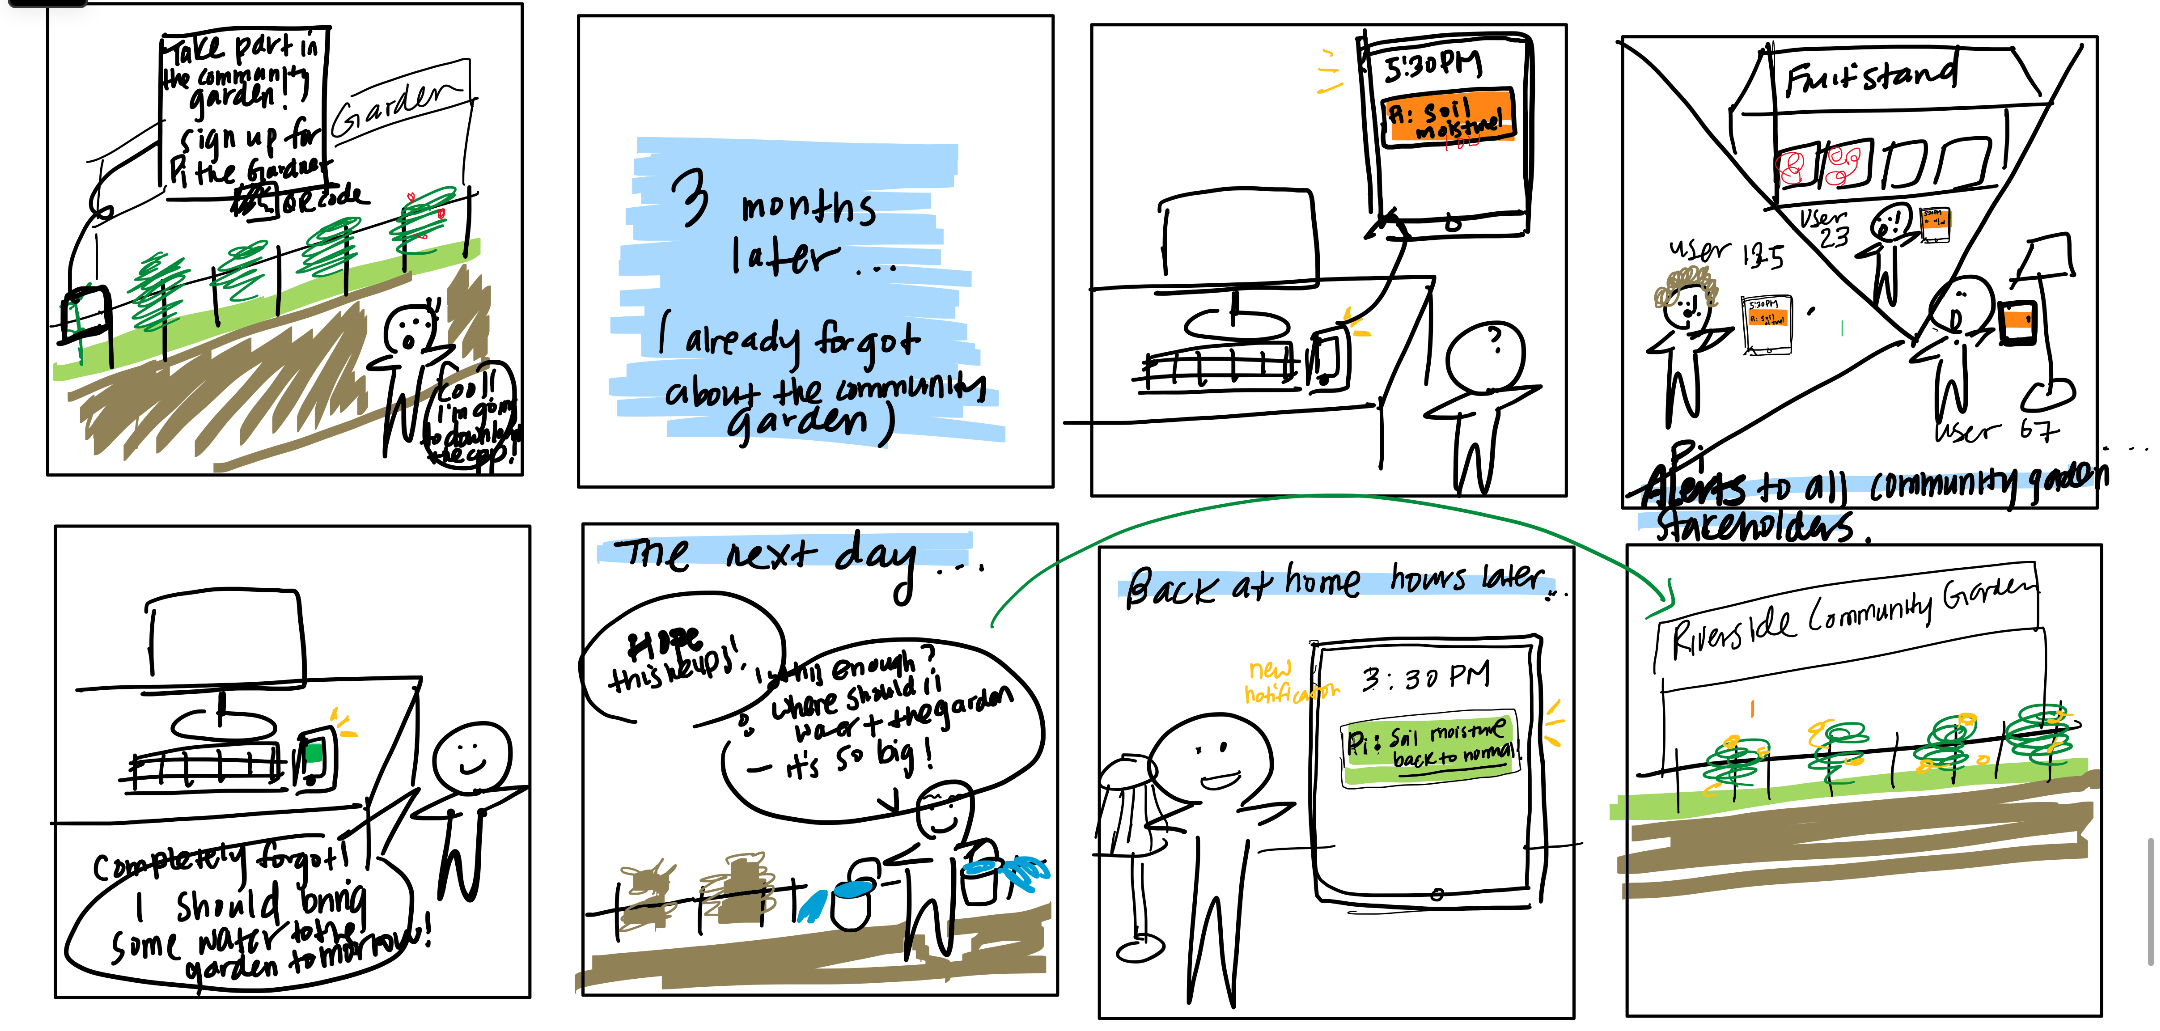 Take part in
the community
garden!
sign up for
Pi the Gardner
QR code
Garden
Cool!
I'm going
to download
the app!
3 months
later...
(already forgot
about the community
garden)
5:30PM
Pi: Soil
moisture!
?
Fruit stand
user
23
user 125
5:30PM
Pi: Soil
user 67
Pi
Alerts to all community garden
stakeholders.
Completely forgot!
I should bring
some water to the
garden tomorrow!
The next day...
Hope
this helps!
Is this enough?
Where should I
water the garden
— it's so big!
Back at home hours later...
new
notification
3:30 PM
Pi: Soil moisture
back to normal
Riverside Community Garden